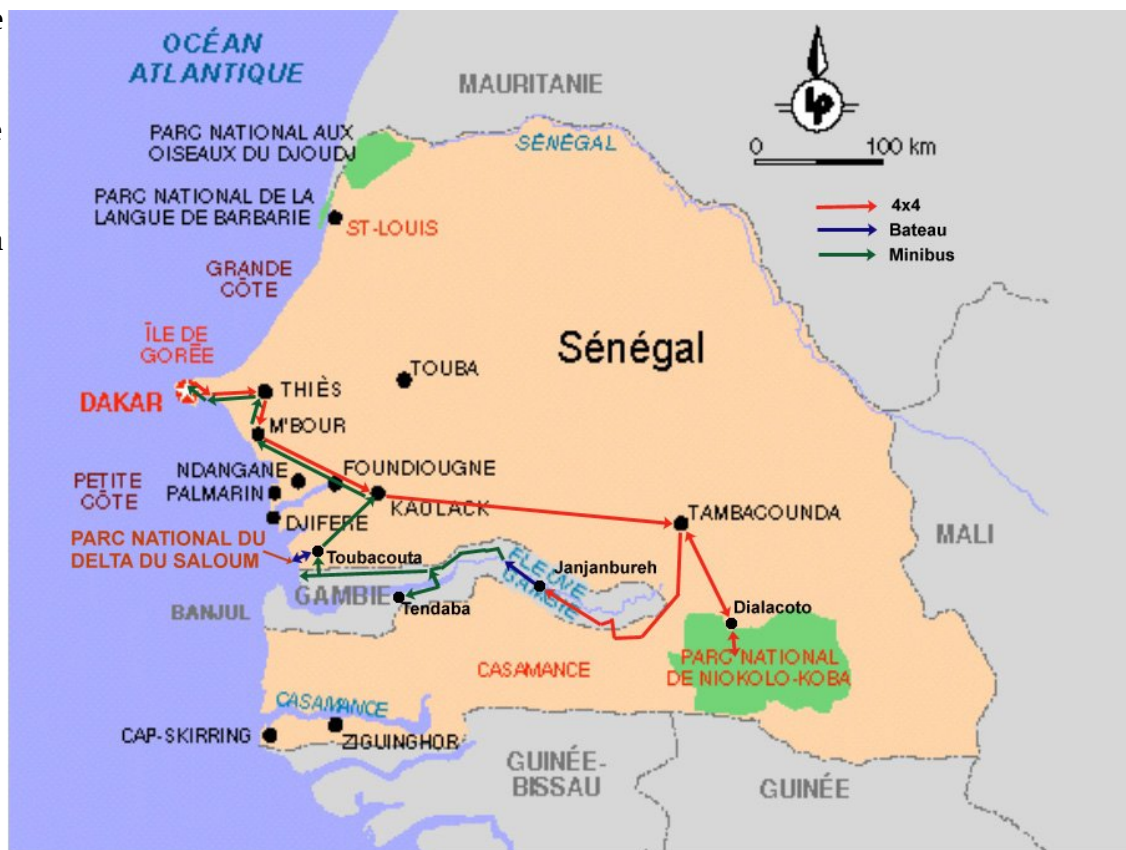 e
e
n
OCÉAN
ATLANTIQUE
MAURITANIE
Lp
PARC NATIONAL AUX
OISEAUX DU DJOUDJ
SÉNÉGAL
0 100 km
PARC NATIONAL DE LA
LANGUE DE BARBARIE
ST-LOUIS
4x4
Bateau
Minibus
GRANDE
CÔTE
Sénégal
ÎLE DE
GORÉE
TOUBA
DAKAR
THIÈS
M'BOUR
NDANGANE
FOUNDIOUGNE
PETITE
CÔTE
PALMARIN
KAOLACK
TAMBACOUNDA
DJIFERE
MALI
PARC NATIONAL DU
DELTA DU SALOUM
Toubacouta
FLEUVE
GAMBIE
Janjanbureh
GAMBIE
BANJUL
Tendaba
Dialacoto
PARC NATIONAL
DE NIOKOLO-KOBA
CASAMANCE
CASAMANCE
CAP-SKIRRING
ZIGUINGHOR
GUINÉE-
BISSAU
GUINÉE